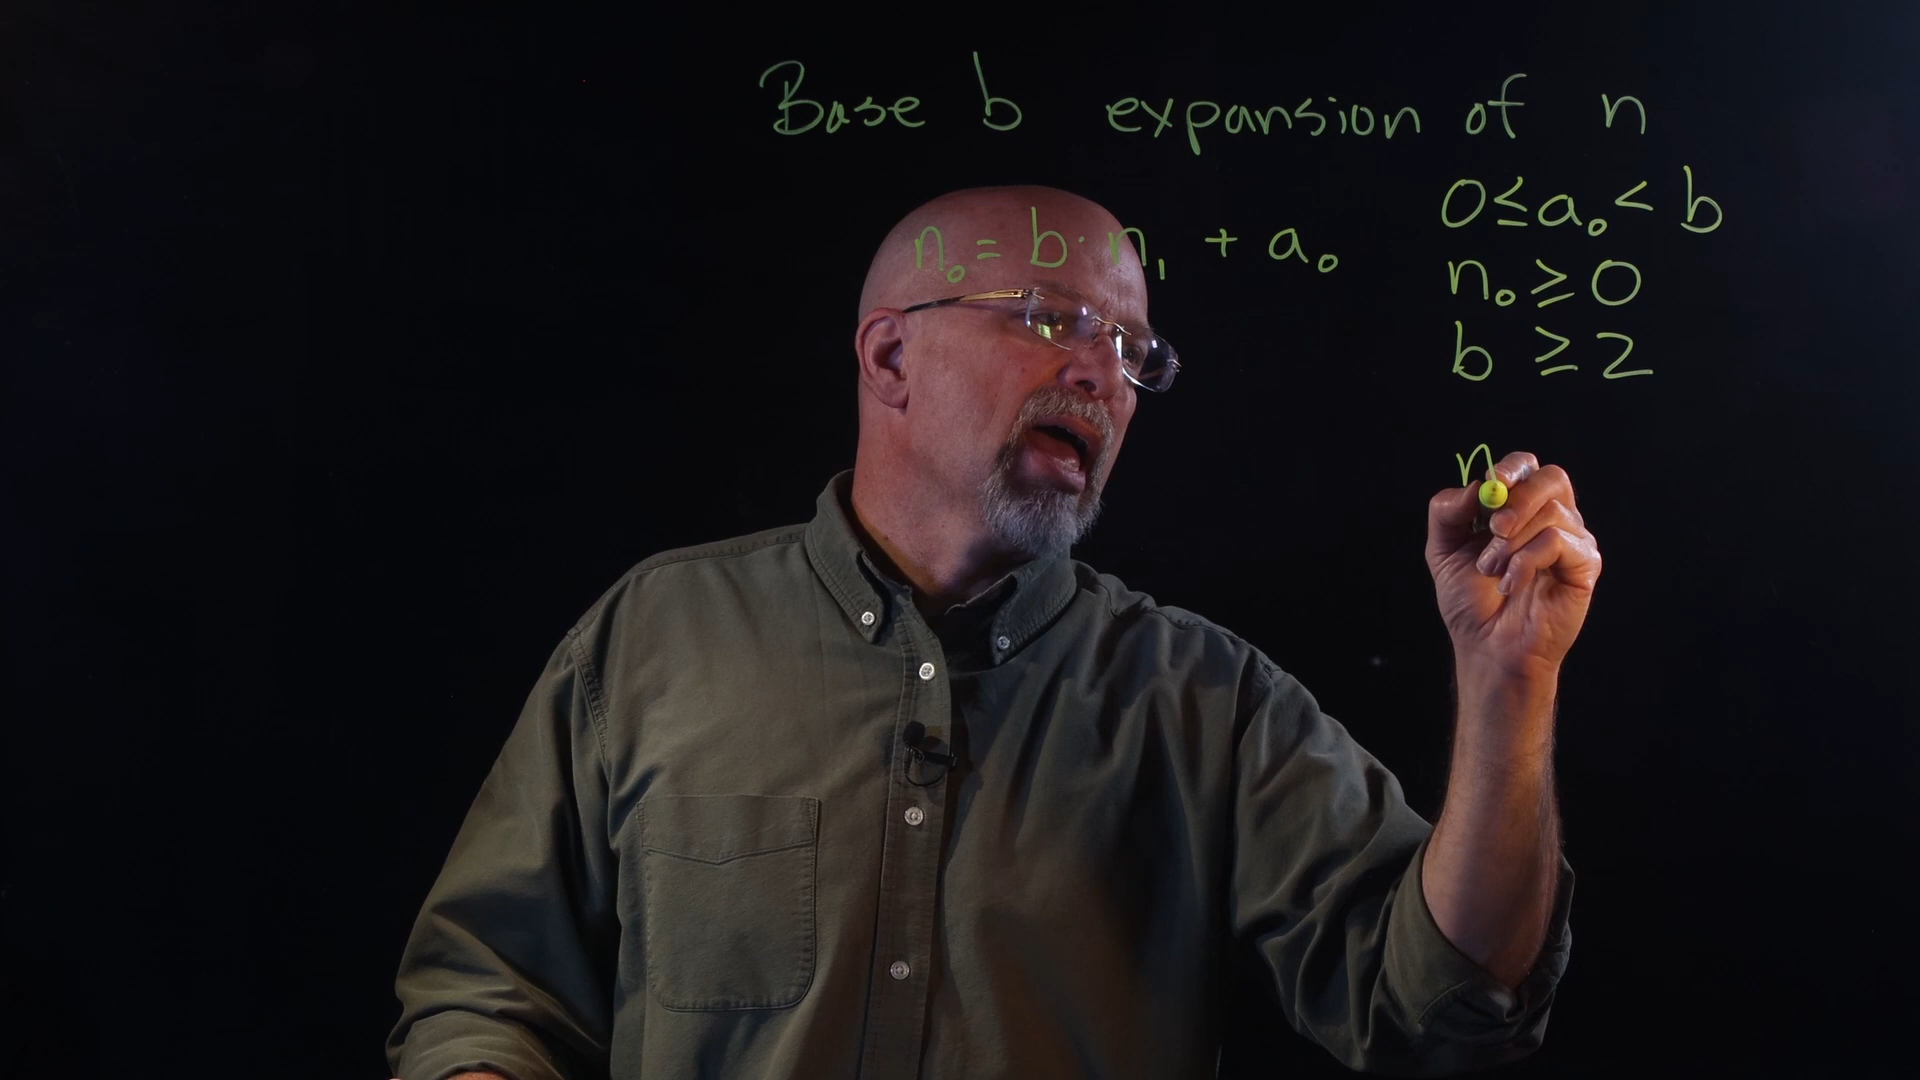 Base b expansion of n
n₀ = b · n₁ + a₀
0 ≤ a₀ < b
n₀ ≥ 0
b ≥ 2
n